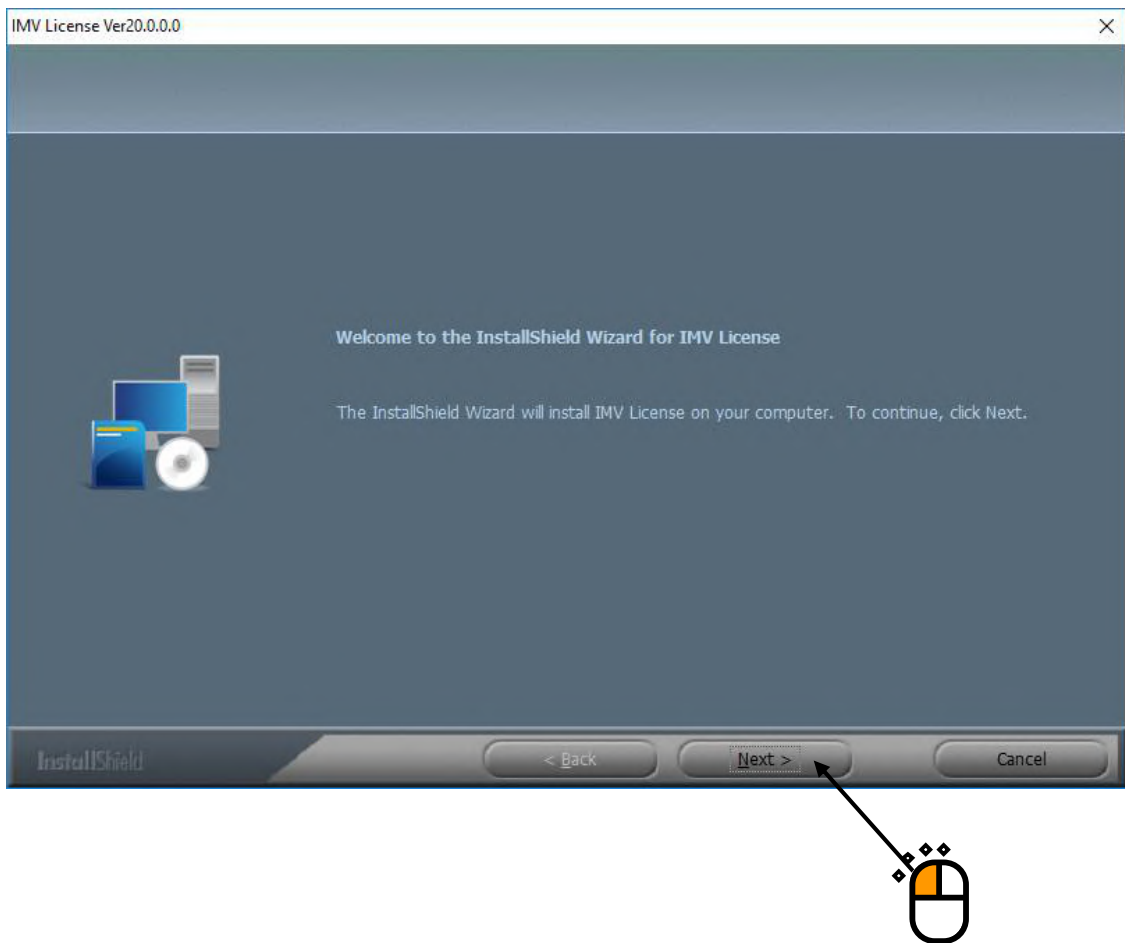 IMV License Ver20.0.0.0
Welcome to the InstallShield Wizard for IMV License
The InstallShield Wizard will install IMV License on your computer.  To continue, click Next.
InstallShield
< Back
Next >
Cancel